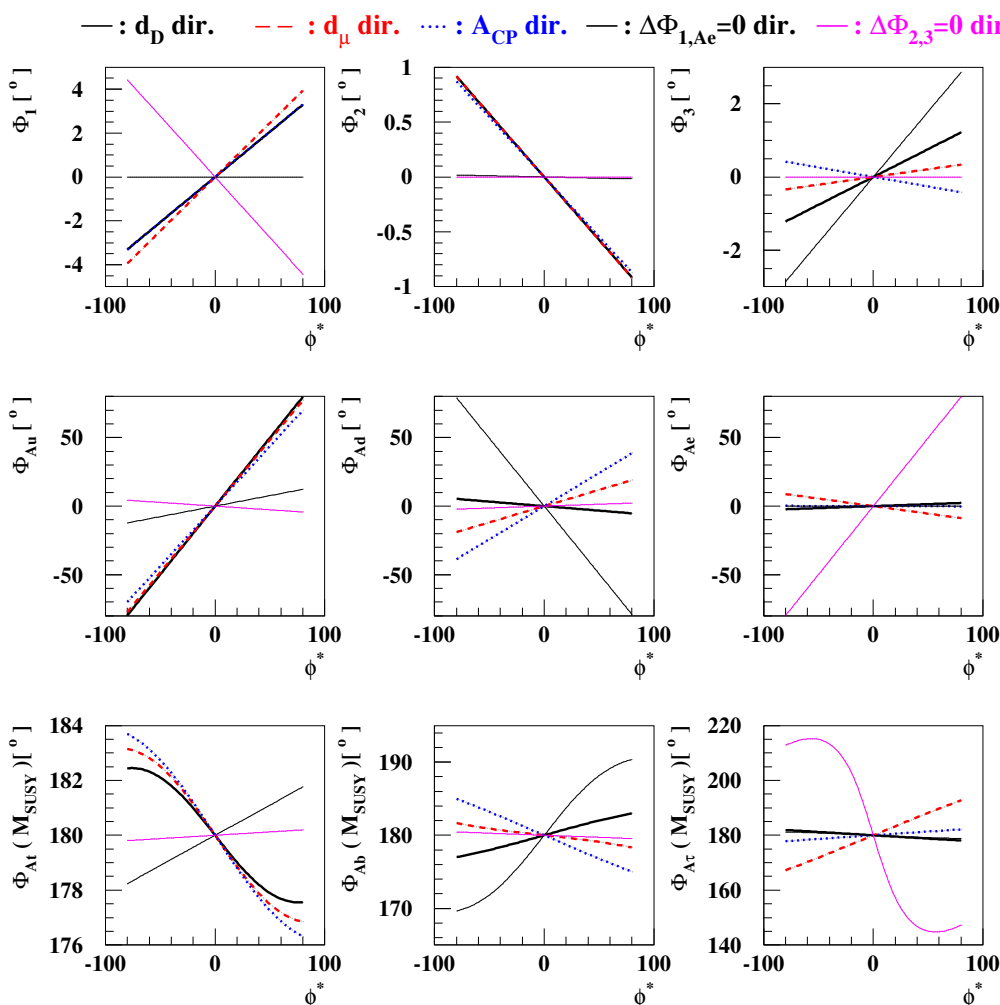 : d_D dir. : d_μ dir. : A_CP dir. : ΔΦ_1,Ae=0 dir. : ΔΦ_2,3=0 dir
Φ_1 [ ° ]
4
2
0
-2
-4
-100 0 100
ϕ*
Φ_2 [ ° ]
1
0.5
0
-0.5
-1
-100 0 100
ϕ*
Φ_3 [ ° ]
2
0
-2
-100 0 100
ϕ*
Φ_Au [ ° ]
50
0
-50
-100 0 100
ϕ*
Φ_Ad [ ° ]
50
0
-50
-100 0 100
ϕ*
Φ_Ae [ ° ]
50
0
-50
-100 0 100
ϕ*
Φ_At ( M_SUSY )[ ° ]
184
182
180
178
176
-100 0 100
ϕ*
Φ_Ab ( M_SUSY )[ ° ]
190
180
170
-100 0 100
ϕ*
Φ_Aτ ( M_SUSY )[ ° ]
220
200
180
160
140
-100 0 100
ϕ*